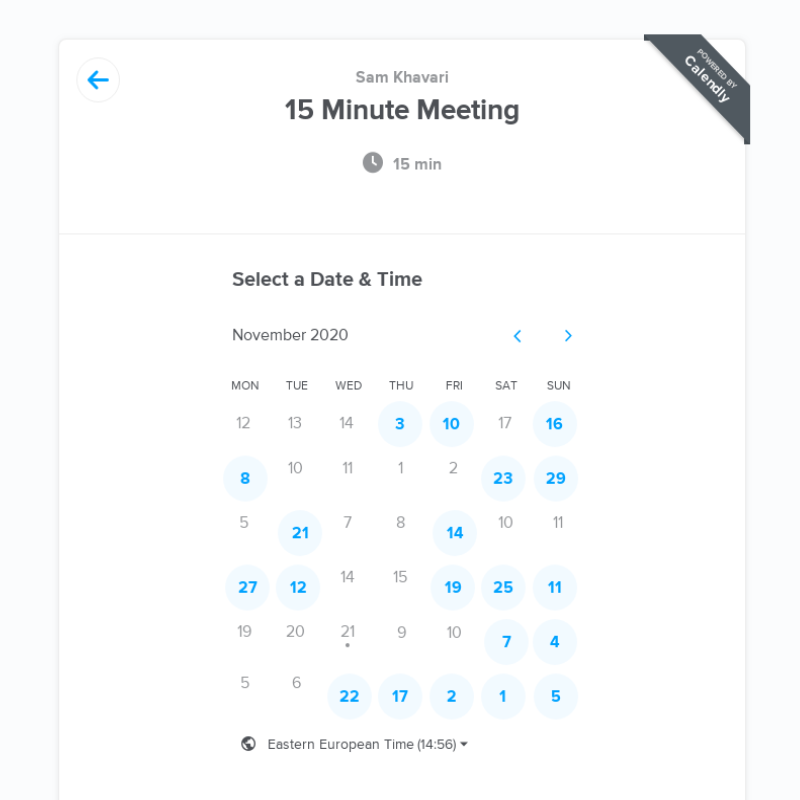 Sam Khavari
POWERED BY
Calendly
15 Minute Meeting
15 min
Select a Date & Time
November 2020
MON TUE WED THU FRI SAT SUN
12 13 14 3 10 17 16
8 10 11 1 2 23 29
5 21 7 8 14 10 11
27 12 14 15 19 25 11
19 20 21 9 10 7 4
5 6 22 17 2 1 5
Eastern European Time (14:56)